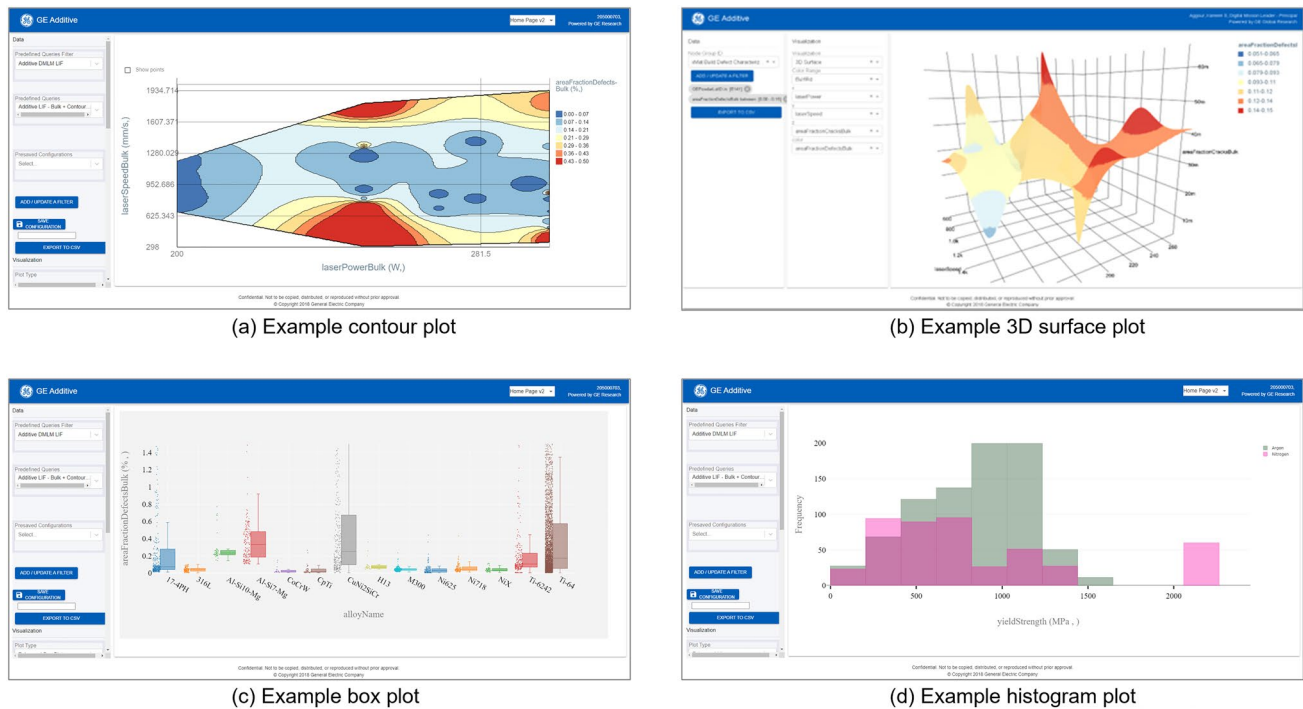 GE Additive
Home Page v2
205000703,
Powered by GE Research
Data
Predefined Queries Filter
Additive DMLM LIF
Predefined Queries
Additive LIF - Bulk + Contour...
Presaved Configurations
Select...
ADD / UPDATE A FILTER
SAVE
CONFIGURATION
EXPORT TO CSV
Visualization
Plot Type
Show points
areaFractionDefects-
Bulk (%,)
0.00 - 0.07
0.07 - 0.14
0.14 - 0.21
0.21 - 0.29
0.29 - 0.36
0.36 - 0.43
0.43 - 0.50
laserSpeedBulk (mm/s,)
1934.714
1607.371
1280.029
952.686
625.343
298
200
281.5
laserPowerBulk (W,)
Confidential. Not to be copied, distributed, or reproduced without prior approval.
© Copyright 2018 General Electric Company
(a) Example contour plot
GE Additive
Powered by GE Global Research
Data
Visualization
Node Group ID
Visualization
3D Surface
ADD / UPDATE A FILTER
Color Range
x
laserPower
EXPORT TO CSV
laserSpeed
z
areaFractionCracksBulk
color
areaFractionDefectsBulk
areaFractionDefects
0.051-0.065
0.065-0.079
0.079-0.093
0.093-0.11
0.11-0.12
0.12-0.14
0.14-0.15
areaFractionCracksBulk
Confidential. Not to be copied, distributed, or reproduced without prior approval.
© Copyright 2018 General Electric Company
(b) Example 3D surface plot
GE Additive
Home Page v2
205000703,
Powered by GE Research
Data
Predefined Queries Filter
Additive DMLM LIF
Predefined Queries
Additive LIF - Bulk + Contour...
Presaved Configurations
Select...
ADD / UPDATE A FILTER
SAVE
CONFIGURATION
EXPORT TO CSV
Visualization
Plot Type
areaFractionDefectsBulk (% , )
1.4
1.2
1
0.8
0.6
0.4
0.2
0
17-4PH
316L
Al-Si10-Mg
Al-Si7-Mg
CoCrW
CpTi
CuNi2SiCr
H13
M300
Ni625
Ni718
NiX
Ti-6242
Ti-64
alloyName
Confidential. Not to be copied, distributed, or reproduced without prior approval.
© Copyright 2018 General Electric Company
(c) Example box plot
GE Additive
Home Page v2
205000703,
Powered by GE Research
Data
Predefined Queries Filter
Additive DMLM LIF
Predefined Queries
Additive LIF - Bulk + Contour...
Presaved Configurations
Select...
ADD / UPDATE A FILTER
SAVE
CONFIGURATION
EXPORT TO CSV
Visualization
Plot Type
Argon
Nitrogen
Frequency
200
150
100
50
0
0
500
1000
1500
2000
yieldStrength (MPa , )
Confidential. Not to be copied, distributed, or reproduced without prior approval.
© Copyright 2018 General Electric Company
(d) Example histogram plot